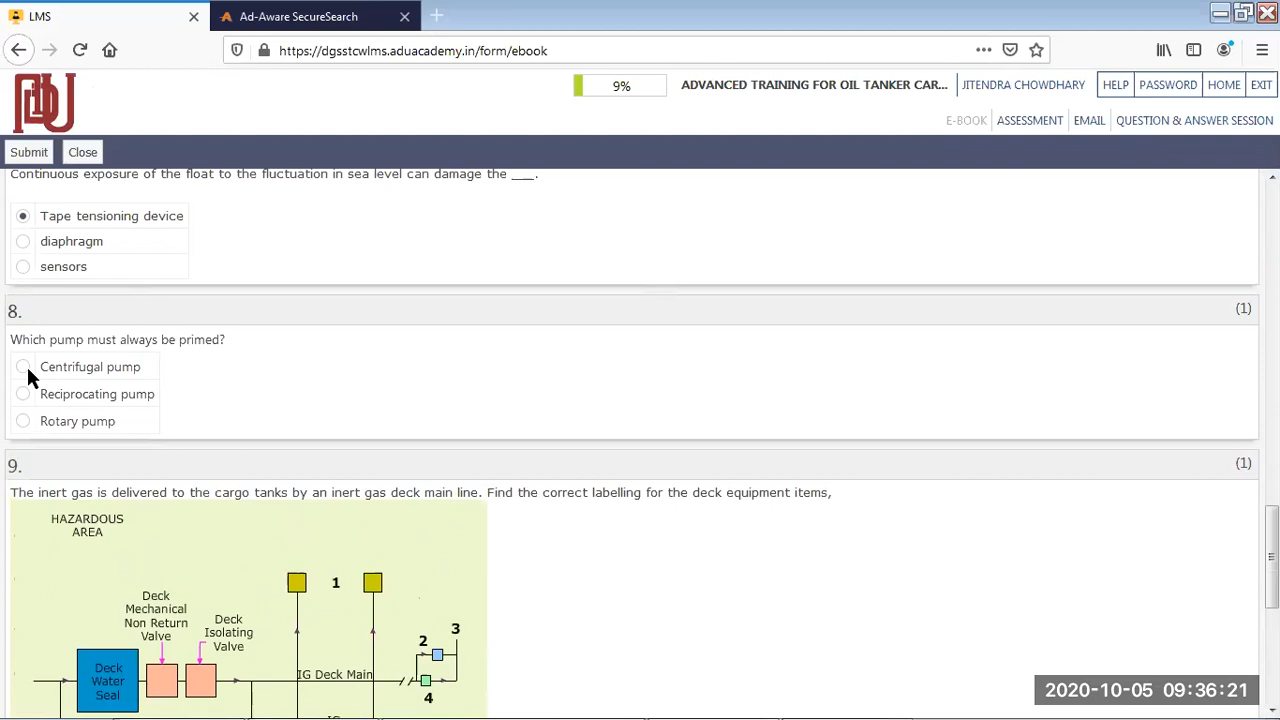 LMS
Ad-Aware SecureSearch
https://dgsstcwlms.aduacademy.in/form/ebook
9%
ADVANCED TRAINING FOR OIL TANKER CAR...
JITENDRA CHOWDHARY
HELP
PASSWORD
HOME
EXIT
E-BOOK
ASSESSMENT
EMAIL
QUESTION & ANSWER SESSION
Submit
Close
Continuous exposure of the float to the fluctuation in sea level can damage the ___.
Tape tensioning device
diaphragm
sensors
8.
(1)
Which pump must always be primed?
Centrifugal pump
Reciprocating pump
Rotary pump
9.
(1)
The inert gas is delivered to the cargo tanks by an inert gas deck main line. Find the correct labelling for the deck equipment items,
HAZARDOUS
AREA
1
Deck
Mechanical
Non Return
Valve
Deck
Isolating
Valve
2
3
Deck
Water
Seal
IG Deck Main
4
2020-10-05 09:36:21